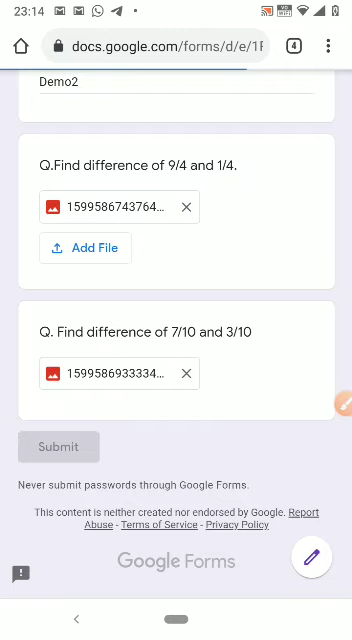 23:14
VO
WiFi
docs.google.com/forms/d/e/1F
4
Demo2
Q.Find difference of 9/4 and 1/4.
1599586743764...
Add File
Q. Find difference of 7/10 and 3/10
1599586933334...
Submit
Never submit passwords through Google Forms.
This content is neither created nor endorsed by Google. Report
Abuse - Terms of Service - Privacy Policy
Google Forms